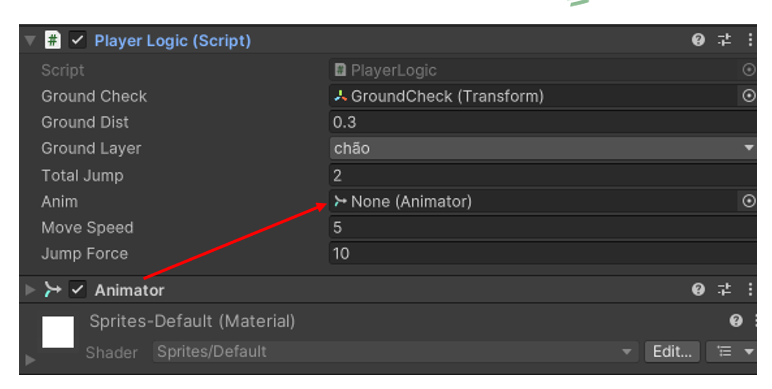 Player Logic (Script)
Script PlayerLogic
Ground Check GroundCheck (Transform)
Ground Dist 0.3
Ground Layer chão
Total Jump 2
Anim None (Animator)
Move Speed 5
Jump Force 10
Animator
Sprites-Default (Material)
Shader Sprites/Default Edit...